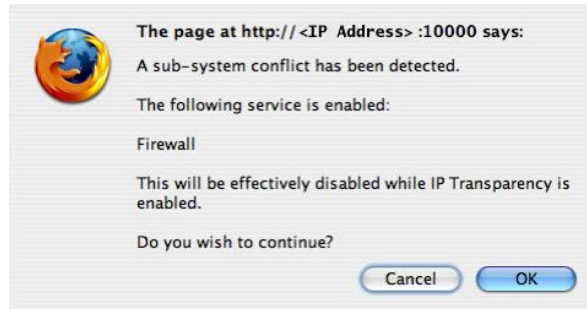 The page at http://<IP Address> :10000 says:
A sub-system conflict has been detected.
The following service is enabled:
Firewall
This will be effectively disabled while IP Transparency is
enabled.
Do you wish to continue?
Cancel OK